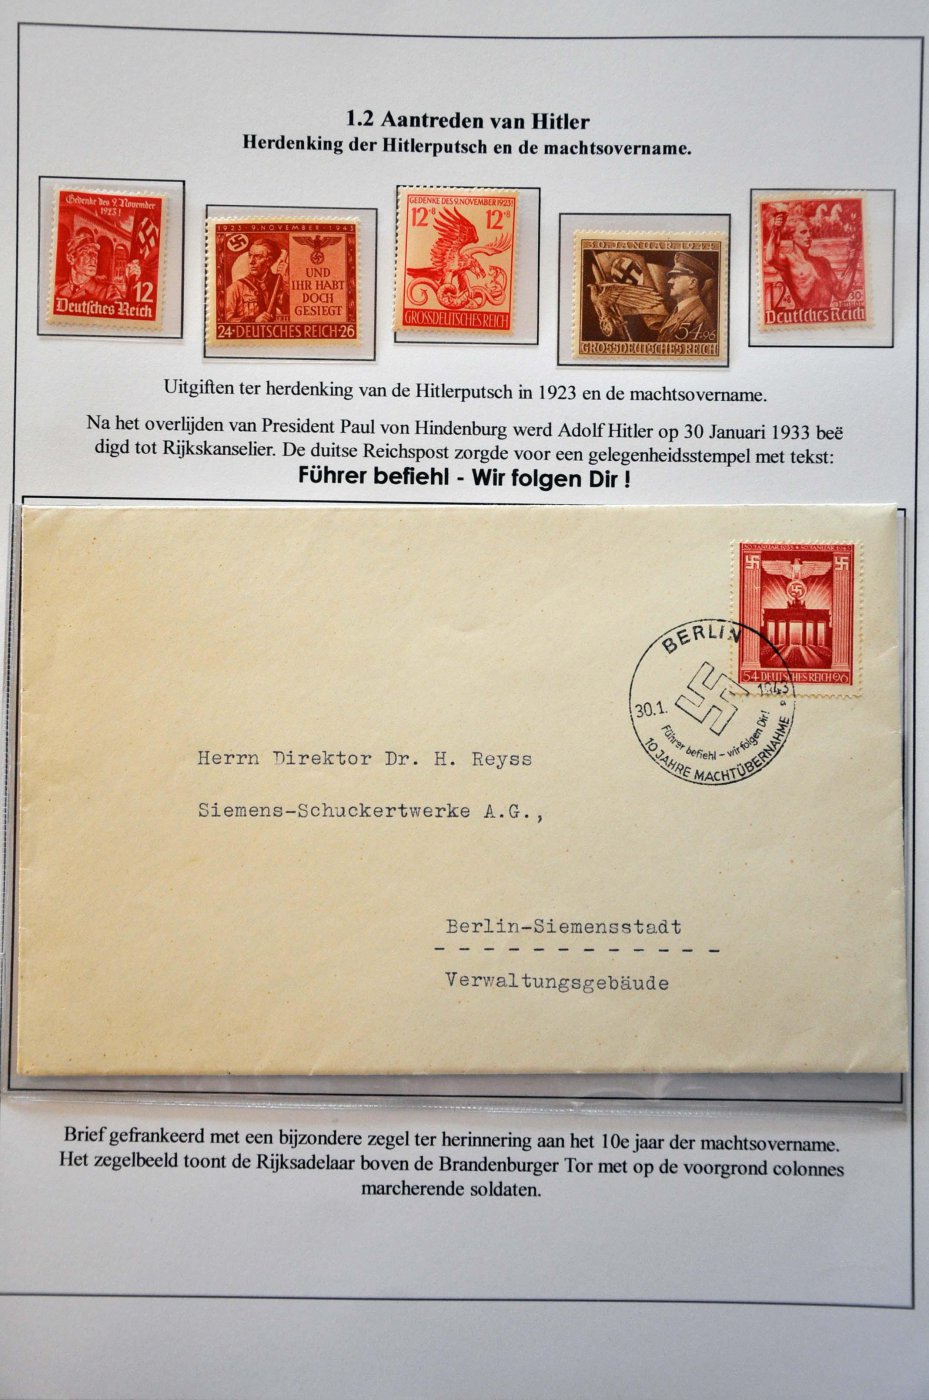 1.2 Aantreden van Hitler
Herdenking der Hitlerputsch en de machtsovername.
Gedenke des 9. November
1923!
12
Deutsches Reich
1923·9.NOVEMBER·1943
UND
IHR HABT
DOCH
GESIEGT
24+DEUTSCHES REICH+26
GEDENKE DES 9.NOVEMBER 1923
12+8 12+8
GROSSDEUTSCHES REICH
30.JANUAR 1944
54+96
GROSSDEUTSCHES REICH
12+8
30
Deutsches Reich
Uitgiften ter herdenking van de Hitlerputsch in 1923 en de machtsovername.
Na het overlijden van President Paul von Hindenburg werd Adolf Hitler op 30 Januari 1933 beë
digd tot Rijkskanselier. De duitse Reichspost zorgde voor een gelegenheidsstempel met tekst:
Führer befiehl - Wir folgen Dir !
30.JANUAR 1933 * 30.JANUAR 1943
54 DEUTSCHES REICH 96
BERLIN
30.1. 1943
Führer befiehl – wir folgen Dir!
10 JAHRE MACHTÜBERNAHME
Herrn Direktor Dr. H. Reyss
Siemens-Schuckertwerke A.G.,
Berlin-Siemensstadt
Verwaltungsgebäude
Brief gefrankeerd met een bijzondere zegel ter herinnering aan het 10e jaar der machtsovername.
Het zegelbeeld toont de Rijksadelaar boven de Brandenburger Tor met op de voorgrond colonnes
marcherende soldaten.